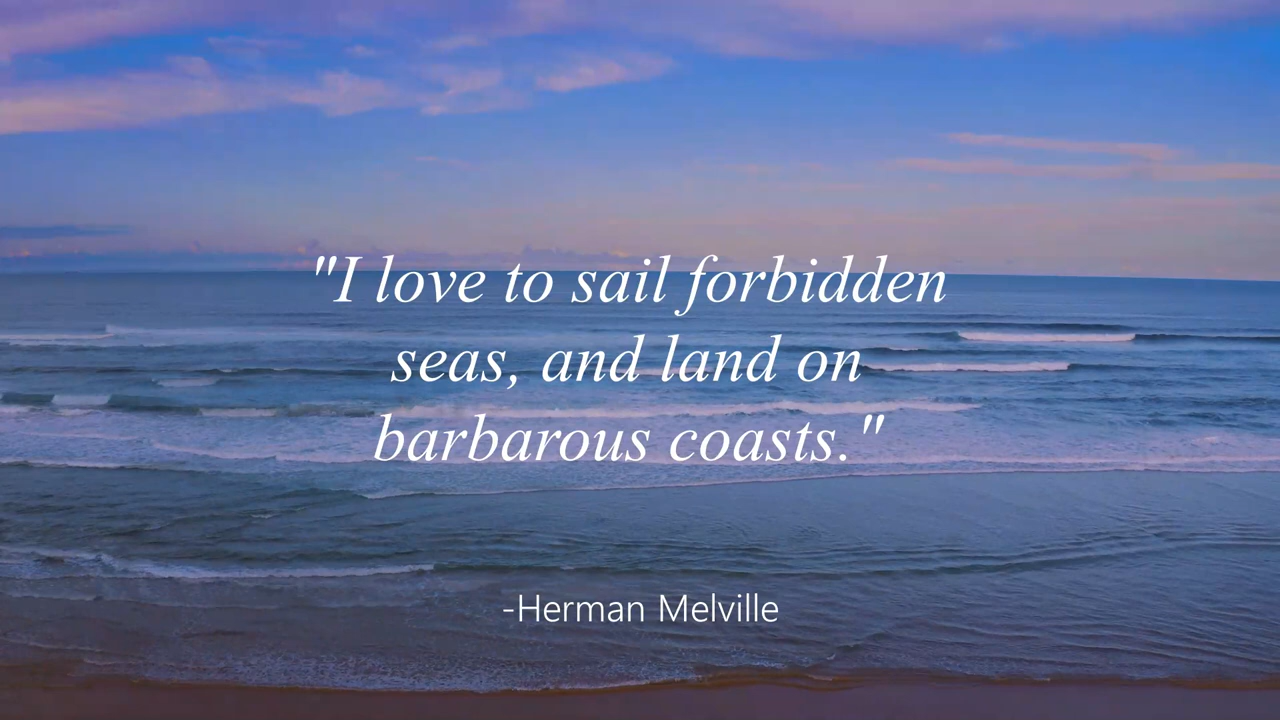 "I love to sail forbidden
seas, and land on
barbarous coasts."
-Herman Melville